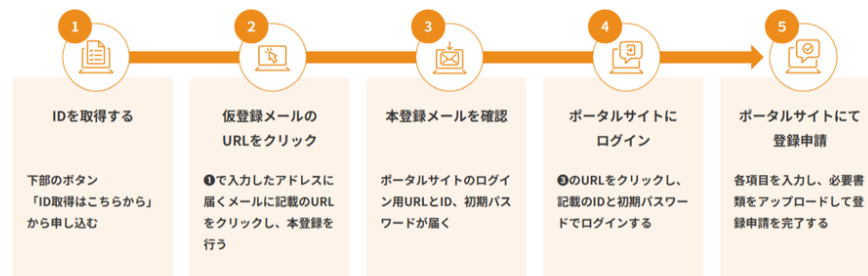 1
IDを取得する
下部のボタン
「ID取得はこちらから」
から申し込む
2
仮登録メールの
URLをクリック
❶で入力したアドレスに
届くメールに記載のURL
をクリックし、本登録を
行う
3
本登録メールを確認
ポータルサイトのログイ
ン用URLとID、初期パス
ワードが届く
4
ポータルサイトに
ログイン
❸のURLをクリックし、
記載のIDと初期パスワー
ドでログインする
5
ポータルサイトにて
登録申請
各項目を入力し、必要書
類をアップロードして登
録申請を完了する